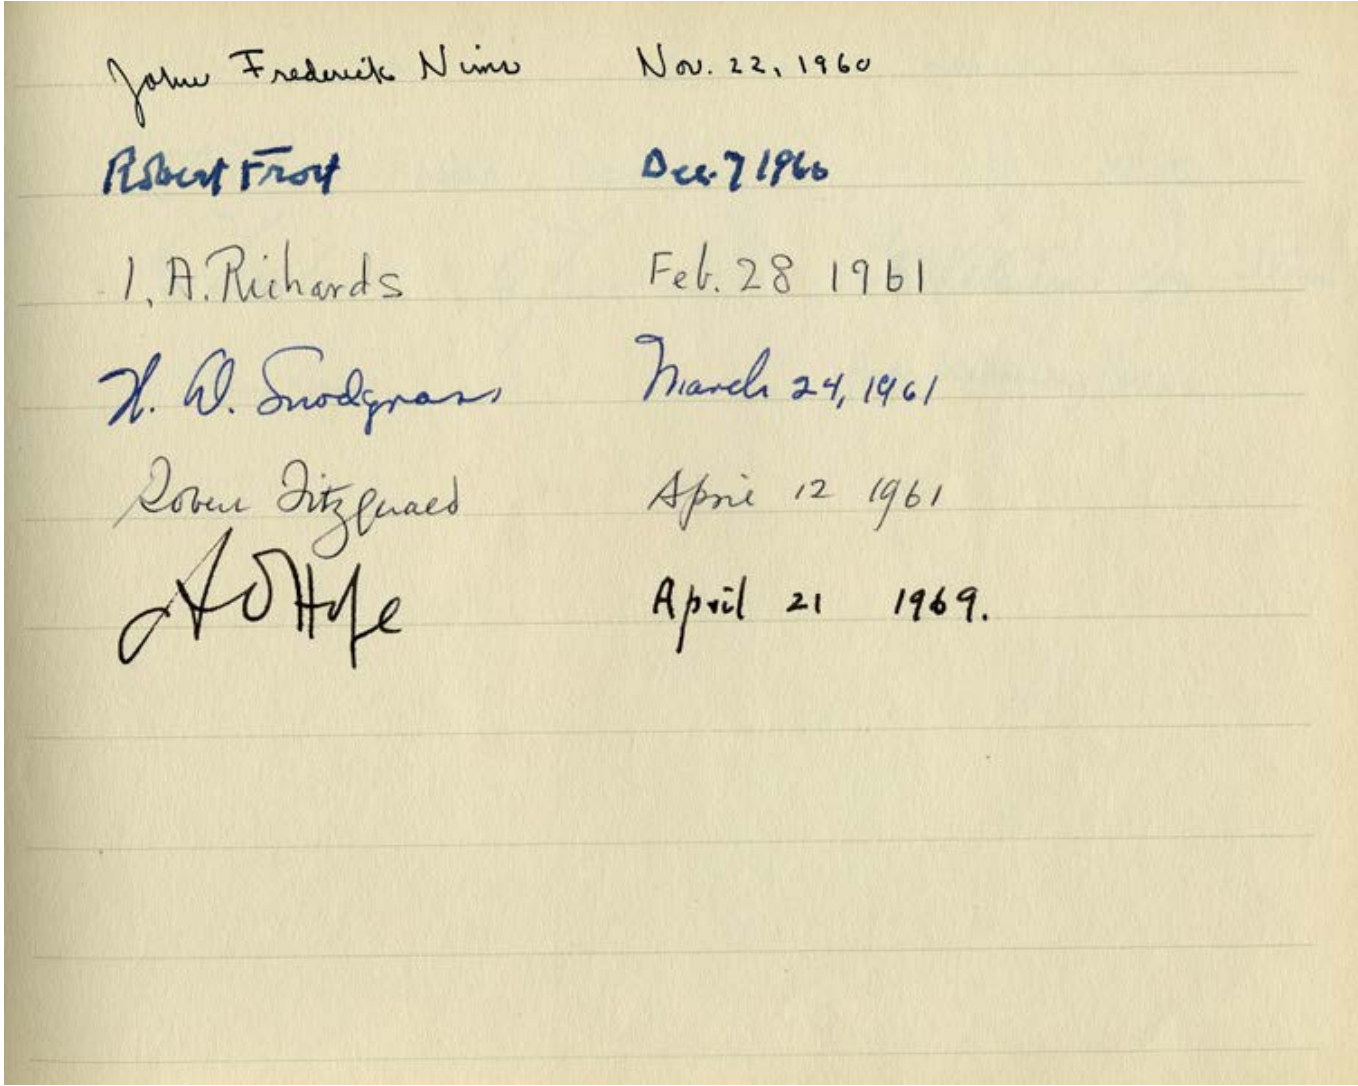 John Frederick Nims Nov. 22, 1960
Robert Frost Dec. 7 1960
I. A. Richards Feb. 28 1961
W. D. Snodgrass March 24, 1961
Robert Fitzgerald April 12 1961
A D Hope April 21 1969.